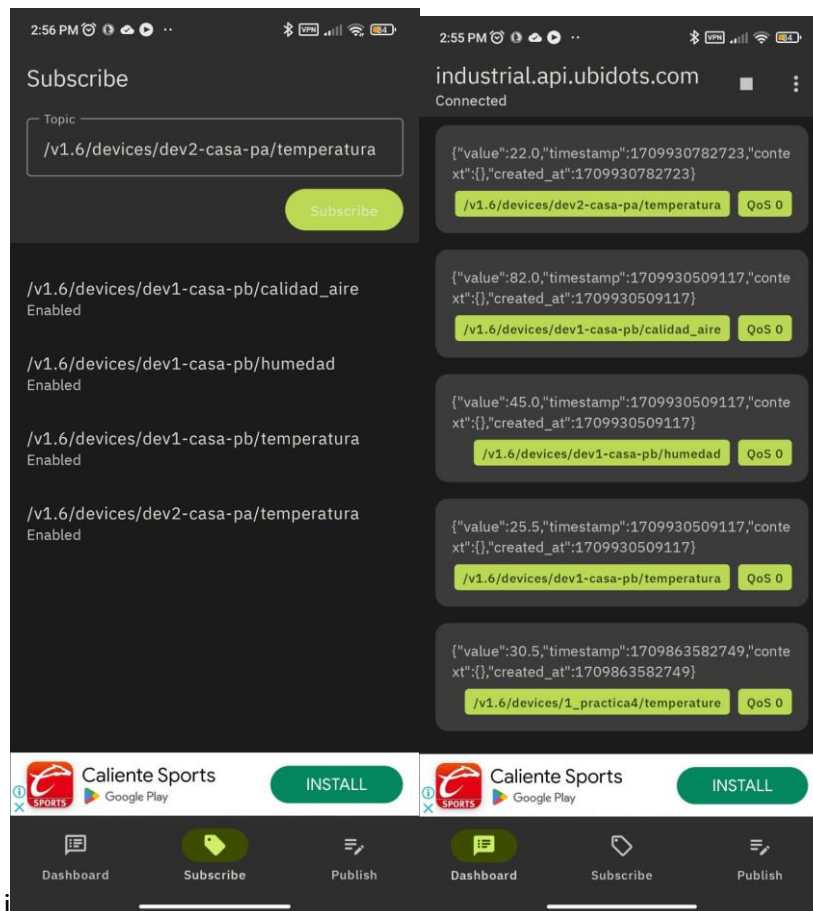 2:56 PM
VPN
84
Subscribe
Topic
/v1.6/devices/dev2-casa-pa/temperatura
Subscribe
/v1.6/devices/dev1-casa-pb/calidad_aire
Enabled
/v1.6/devices/dev1-casa-pb/humedad
Enabled
/v1.6/devices/dev1-casa-pb/temperatura
Enabled
/v1.6/devices/dev2-casa-pa/temperatura
Enabled
SPORTS
Caliente Sports
Google Play
INSTALL
Dashboard
Subscribe
Publish
i
2:55 PM
VPN
84
industrial.api.ubidots.com
Connected
{"value":22.0,"timestamp":1709930782723,"conte
xt":{},"created_at":1709930782723}
/v1.6/devices/dev2-casa-pa/temperatura QoS 0
{"value":82.0,"timestamp":1709930509117,"conte
xt":{},"created_at":1709930509117}
/v1.6/devices/dev1-casa-pb/calidad_aire QoS 0
{"value":45.0,"timestamp":1709930509117,"conte
xt":{},"created_at":1709930509117}
/v1.6/devices/dev1-casa-pb/humedad QoS 0
{"value":25.5,"timestamp":1709930509117,"conte
xt":{},"created_at":1709930509117}
/v1.6/devices/dev1-casa-pb/temperatura QoS 0
{"value":30.5,"timestamp":1709863582749,"conte
xt":{},"created_at":1709863582749}
/v1.6/devices/1_practica4/temperature QoS 0
SPORTS
Caliente Sports
Google Play
INSTALL
Dashboard
Subscribe
Publish